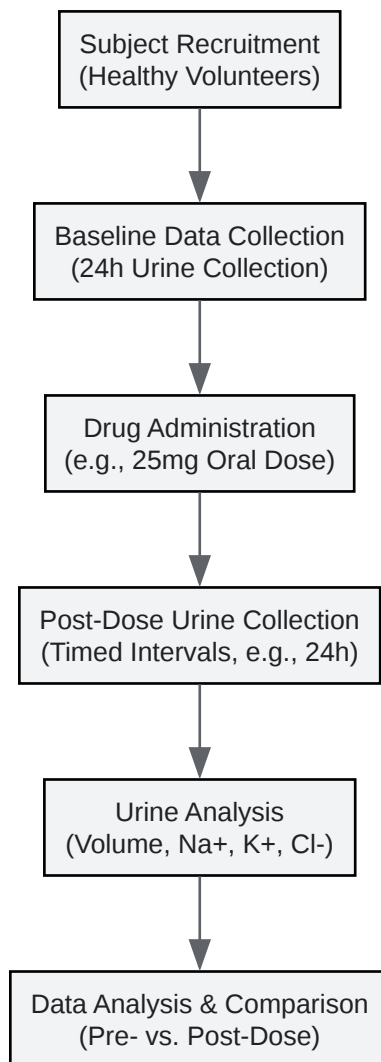 Subject Recruitment
(Healthy Volunteers)
Baseline Data Collection
(24h Urine Collection)
Drug Administration
(e.g., 25mg Oral Dose)
Post-Dose Urine Collection
(Timed Intervals, e.g., 24h)
Urine Analysis
(Volume, Na+, K+, Cl-)
Data Analysis & Comparison
(Pre- vs. Post-Dose)